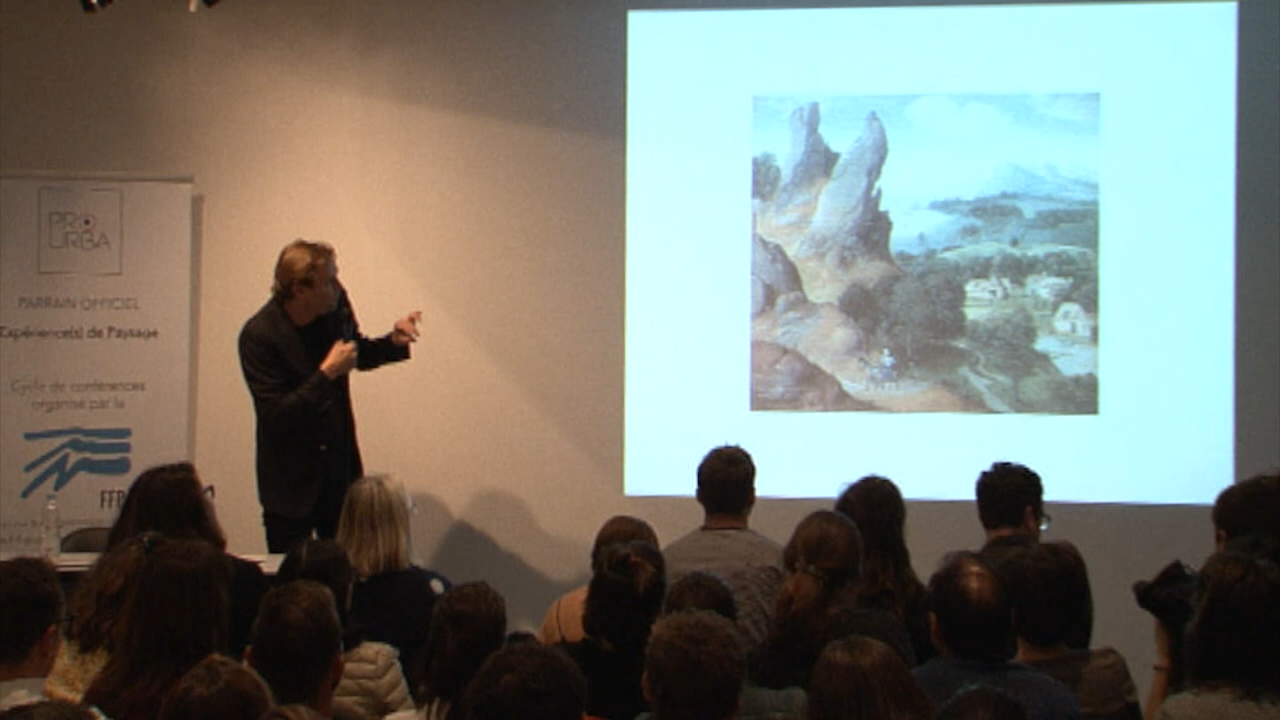 PRO
URBA
PARRAIN OFFICIEL
Expérience(s) de Paysage
Cycle de conférences
organisé par la
FFP